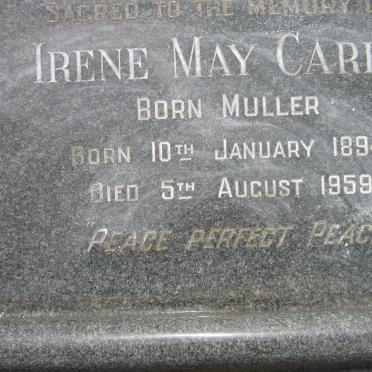 SACRED TO THE MEMORY
IRENE MAY
BORN MULLER
BORN 10TH JANUARY 189
DIED 5TH AUGUST 1959
PEACE PERFECT PEAC